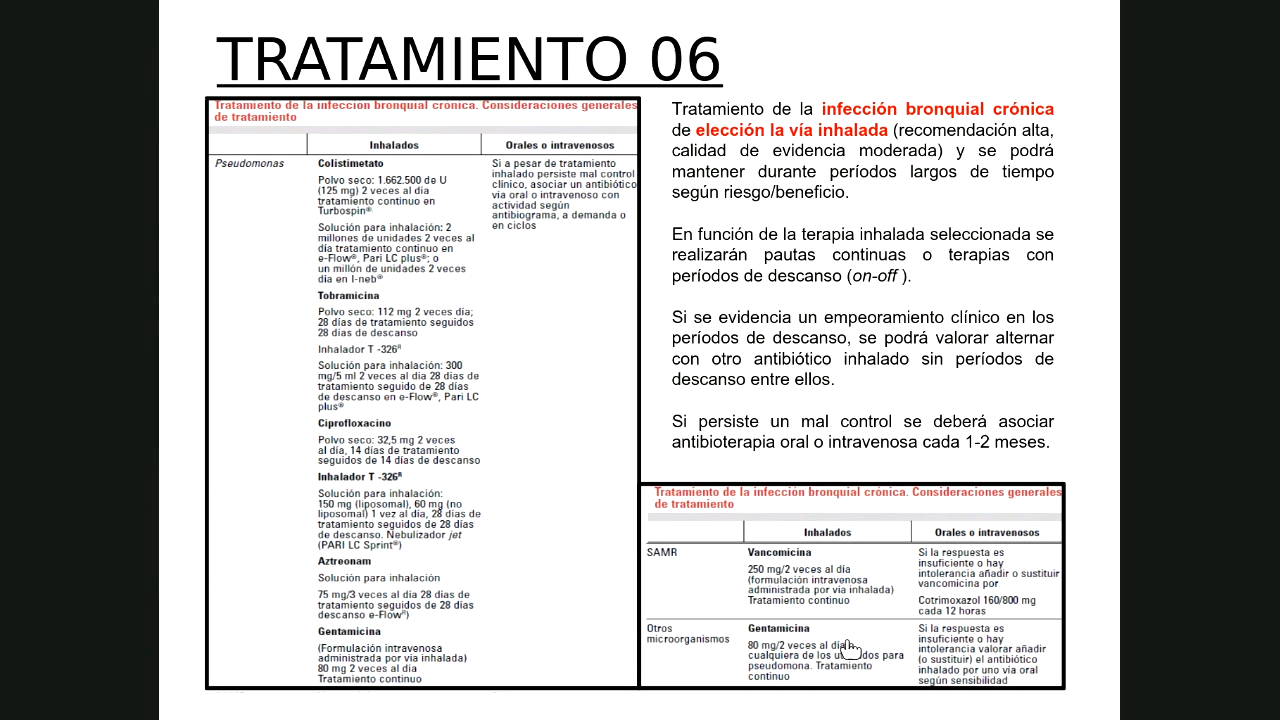 TRATAMIENTO 06
Tratamiento de la infección bronquial crónica. Consideraciones generales
de tratamiento
Inhalados
Orales o intravenosos
Pseudomonas
Colistimetato
Polvo seco: 1.662.500 de U
(125 mg) 2 veces al día
tratamiento continuo en
Turbospin®
Solución para inhalación: 2
millones de unidades 2 veces al
día tratamiento continuo en
e-Flow®, Pari LC plus®; o
un millón de unidades 2 veces
día en I-neb®
Tobramicina
Polvo seco: 112 mg 2 veces día;
28 días de tratamiento seguidos
28 días de descanso
Inhalador T -326®
Solución para inhalación: 300
mg/5 ml 2 veces al día 28 días de
tratamiento seguido de 28 días
de descanso en e-Flow®, Pari LC
plus®
Ciprofloxacino
Polvo seco: 32,5 mg 2 veces
al día, 14 días de tratamiento
seguidos de 14 días de descanso
Inhalador T -326®
Solución para inhalación:
150 mg (liposomal), 60 mg (no
liposomal) 1 vez al día, 28 días de
tratamiento seguidos de 28 días
de descanso. Nebulizador jet
(PARI LC Sprint®)
Aztreonam
Solución para inhalación
75 mg/3 veces al día 28 días de
tratamiento seguidos de 28 días
descanso e-Flow®)
Gentamicina
(Formulación intravenosa
administrada por vía inhalada)
80 mg 2 veces al día
Tratamiento continuo
Si a pesar de tratamiento
inhalado persiste mal control
clínico, asociar un antibiótico
vía oral o intravenoso con
actividad según
antibiograma, a demanda o
en ciclos
Tratamiento de la infección bronquial crónica
de elección la vía inhalada (recomendación alta,
calidad de evidencia moderada) y se podrá
mantener durante períodos largos de tiempo
según riesgo/beneficio.
En función de la terapia inhalada seleccionada se
realizarán pautas continuas o terapias con
períodos de descanso (on-off ).
Si se evidencia un empeoramiento clínico en los
períodos de descanso, se podrá valorar alternar
con otro antibiótico inhalado sin períodos de
descanso entre ellos.
Si persiste un mal control se deberá asociar
antibioterapia oral o intravenosa cada 1-2 meses.
Tratamiento de la infección bronquial crónica. Consideraciones generales
de tratamiento
Inhalados
Orales o intravenosos
SAMR
Vancomicina
250 mg/2 veces al día
(formulación intravenosa
administrada por vía inhalada)
Tratamiento continuo
Si la respuesta es
insuficiente o hay
intolerancia añadir o sustituir
vancomicina por
Cotrimoxazol 160/800 mg
cada 12 horas
Otros
microorganismos
Gentamicina
80 mg/2 veces al día
cualquiera de los para
pseudomona. Tratamiento
continuo
Si la respuesta es
insuficiente o hay
intolerancia valorar añadir
(o sustituir) el antibiótico
inhalado por uno vía oral
según sensibilidad